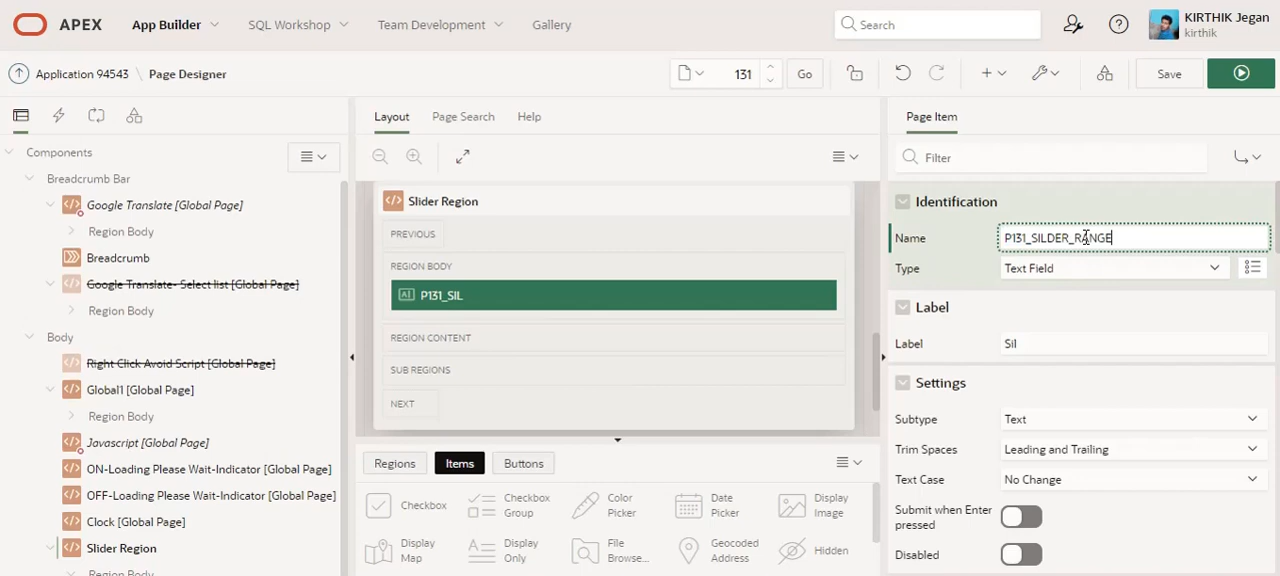 APEX
App Builder
SQL Workshop
Team Development
Gallery
Search
KIRTHIK Jegan
kirthik
Application 94543
Page Designer
131
Go
Save
Layout
Page Search
Help
Page Item
Components
Breadcrumb Bar
Google Translate [Global Page]
Region Body
Breadcrumb
Google Translate- Select list [Global Page]
Region Body
Body
Right Click Avoid Script [Global Page]
Global1 [Global Page]
Region Body
Javascript [Global Page]
ON-Loading Please Wait-Indicator [Global Page]
OFF-Loading Please Wait-Indicator [Global Page]
Clock [Global Page]
Slider Region
Region Body
Slider Region
PREVIOUS
REGION BODY
P131_SIL
REGION CONTENT
SUB REGIONS
NEXT
Regions
Items
Buttons
Checkbox
Checkbox Group
Color Picker
Date Picker
Display Image
Display Map
Display Only
File Browse...
Geocoded Address
Hidden
Filter
Identification
Name
P131_SILDER_RANGE
Type
Text Field
Label
Label
Sil
Settings
Subtype
Text
Trim Spaces
Leading and Trailing
Text Case
No Change
Submit when Enter
pressed
Disabled